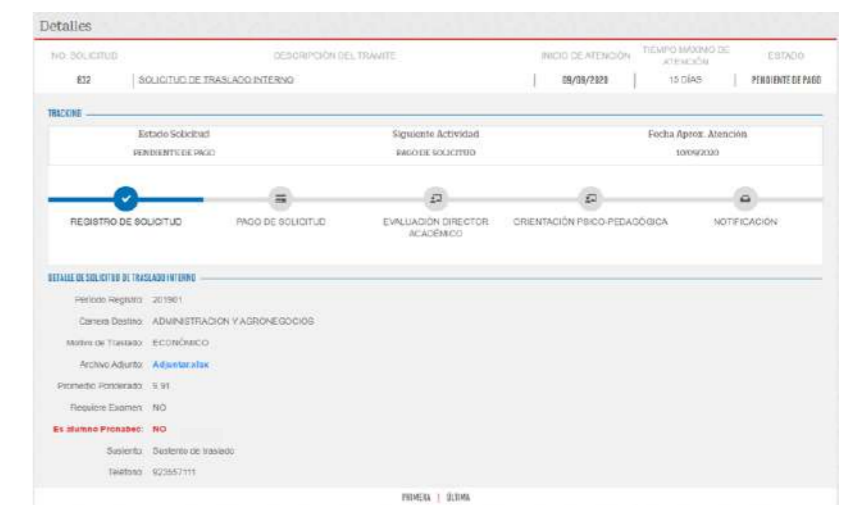 Detalles
NO. SOLICITUD DESCRIPCIÓN DEL TRÁMITE INICIO DE ATENCIÓN TIEMPO MÁXIMO DE ATENCIÓN ESTADO
632 SOLICITUD DE TRASLADO INTERNO 09/09/2020 15 DÍAS PENDIENTE DE PAGO
TRACKING
Estado Solicitud Siguiente Actividad Fecha Aprox. Atención
PENDIENTE DE PAGO PAGO DE SOLICITUD 10/09/2020
REGISTRO DE SOLICITUD PAGO DE SOLICITUD EVALUACIÓN DIRECTOR ACADÉMICO ORIENTACIÓN PSICO-PEDAGÓGICA NOTIFICACIÓN
DETALLE DE SOLICITUD DE TRASLADO INTERNO
Periodo Registro: 201901
Carrera Destino: ADMINISTRACION Y AGRONEGOCIOS
Motivo de Traslado: ECONÓMICO
Archivo Adjunto: Adjuntar.xlsx
Promedio Ponderado: 9.91
Requiere Examen: NO
Es alumno Pronabec: NO
Sustento: Sustento de traslado
Teléfono: 923557111
PRIMERA | ÚLTIMA